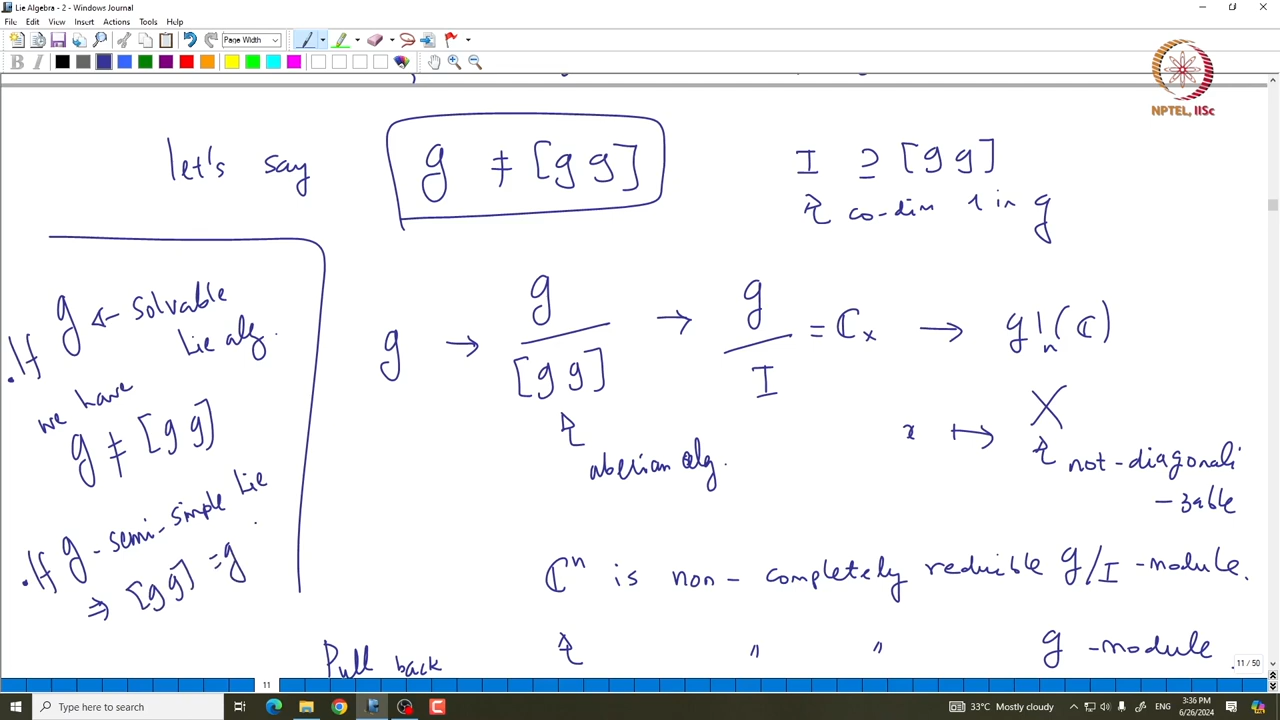 Lie Algebra - 2 - Windows Journal
File Edit View Insert Actions Tools Help
Page Width
B I
NPTEL, IISc
let's say g ≠ [g g] I ⊇ [g g]
co-dim 1 in g
If g ← solvable Lie alg.
we have g ≠ [g g]
.If g - semi-simple Lie
⇒ [g g] = g
g → g/[g g] → g/I = ℂx → gl_n(ℂ)
abelian alg.
x ↦ X
not-diagonali
-zable
ℂ^n is non-completely reducible g/I -module.
Pull back " " g -module.
11 / 50
11
Type here to search
33°C Mostly cloudy
ENG
3:36 PM
6/26/2024